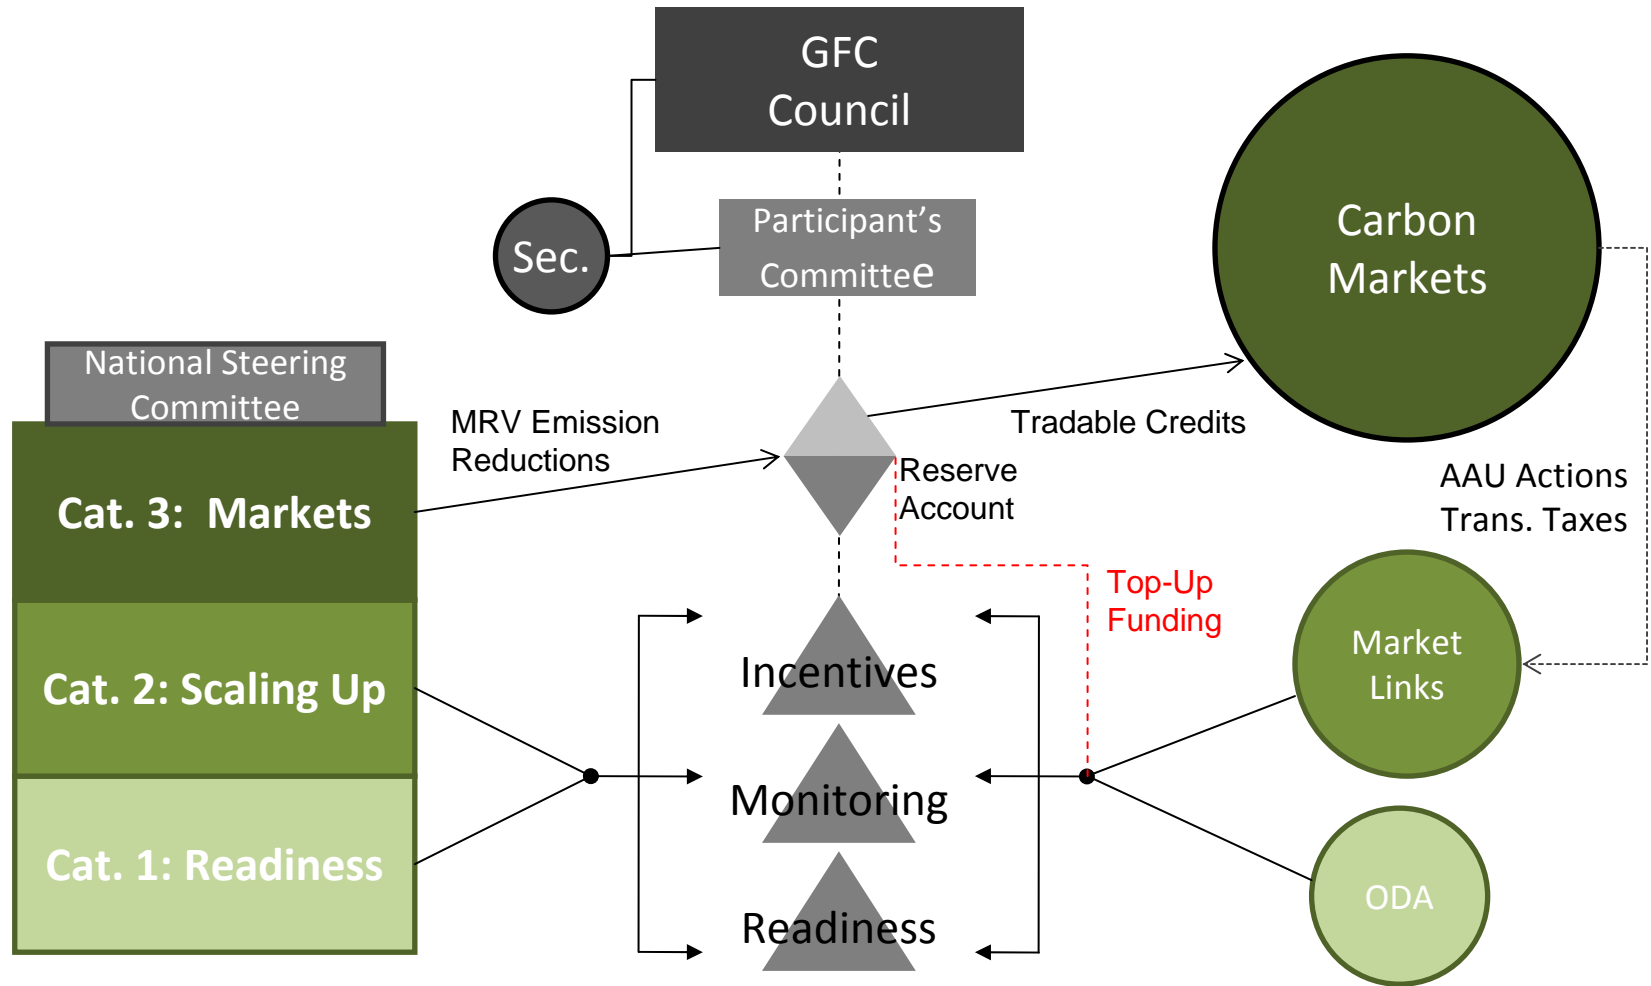 GFC
Council
Sec.
Participant's
Committee
Carbon
Markets
National Steering
Committee
MRV Emission
Reductions
Tradable Credits
Reserve
Account
AAU Actions
Trans. Taxes
Cat. 3:  Markets
Top-Up
Funding
Cat. 2: Scaling Up
Incentives
Market
Links
Monitoring
Cat. 1: Readiness
Readiness
ODA